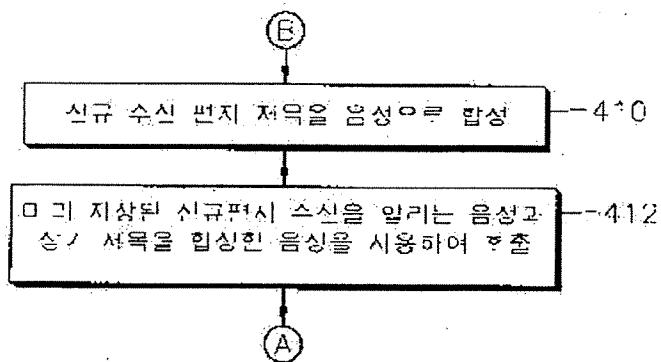 B
신규 수신 편지 제목을 음성으로 합성
410
미리 저장된 신규편지 수신을 알리는 음성과
412
상기 제목을 합성한 음성을 사용하여 호출
A